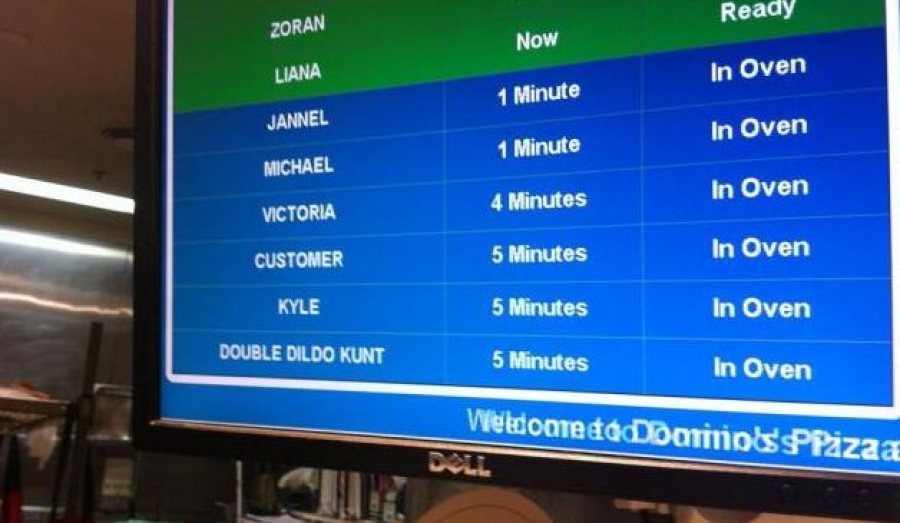 ZORAN Ready
LIANA Now
JANNEL 1 Minute In Oven
MICHAEL 1 Minute In Oven
VICTORIA 4 Minutes In Oven
CUSTOMER 5 Minutes In Oven
KYLE 5 Minutes In Oven
DOUBLE DILDO KUNT 5 Minutes In Oven
Welcome to Domino's Pizza
DELL